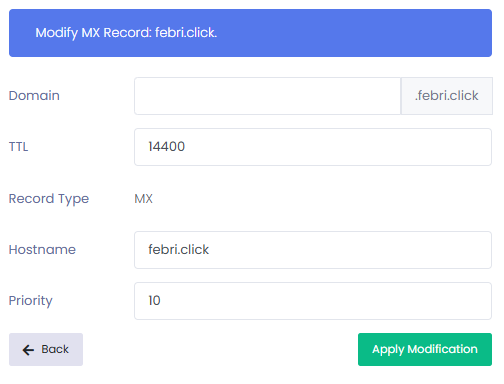 Modify MX Record: febri.click.
Domain .febri.click
TTL 14400
Record Type MX
Hostname febri.click
Priority 10
Back Apply Modification